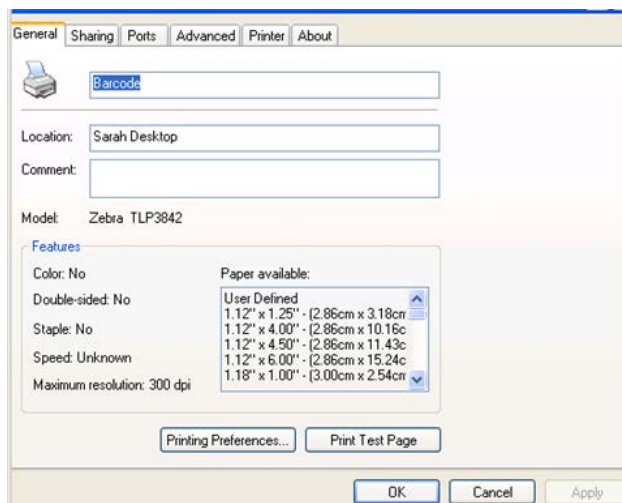 General Sharing Ports Advanced Printer About
Barcode
Location: Sarah Desktop
Comment:
Model: Zebra TLP3842
Features
Color: No
Double-sided: No
Staple: No
Speed: Unknown
Maximum resolution: 300 dpi
Paper available:
User Defined
1.12" x 1.25" - (2.86cm x 3.18cm
1.12" x 4.00" - (2.86cm x 10.16c
1.12" x 4.50" - (2.86cm x 11.43c
1.12" x 6.00" - (2.86cm x 15.24c
1.18" x 1.00" - (3.00cm x 2.54cm
Printing Preferences... Print Test Page
OK Cancel Apply